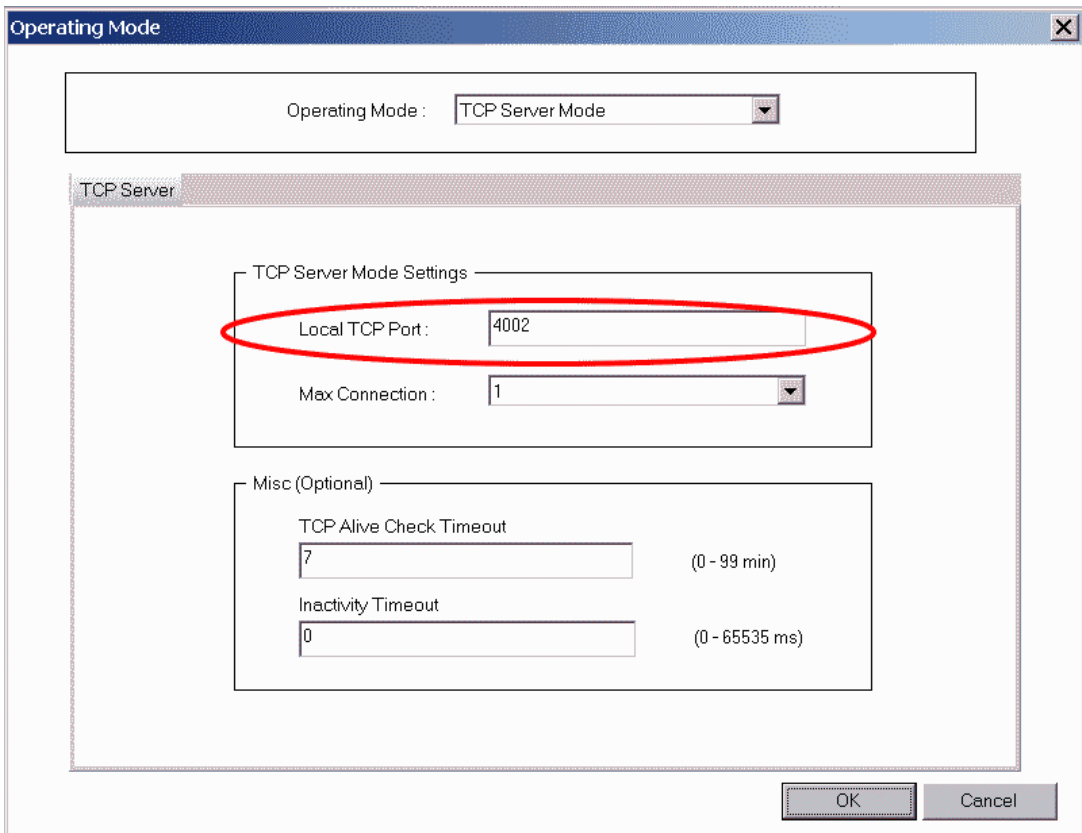 Operating Mode
Operating Mode : TCP Server Mode
TCP Server
TCP Server Mode Settings
Local TCP Port : 4002
Max Connection : 1
Misc (Optional)
TCP Alive Check Timeout
7 (0 - 99 min)
Inactivity Timeout
0 (0 - 65535 ms)
OK Cancel